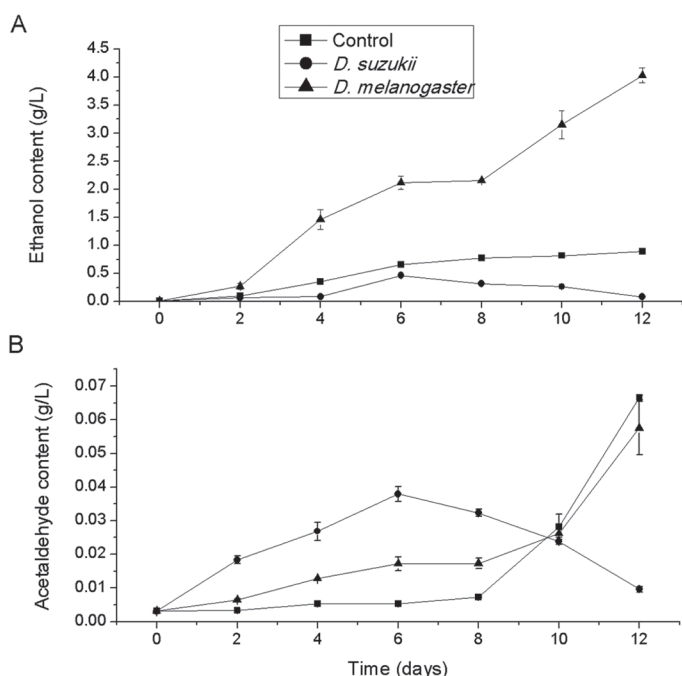 A
Control
D. suzukii
D. melanogaster
Ethanol content (g/L)
4.5
4.0
3.5
3.0
2.5
2.0
1.5
1.0
0.5
0.0
0 2 4 6 8 10 12
B
Acetaldehyde content (g/L)
0.07
0.06
0.05
0.04
0.03
0.02
0.01
0.00
0 2 4 6 8 10 12
Time (days)